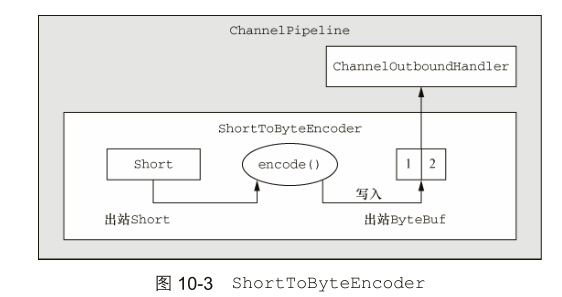 ChannelPipeline
ChannelOutboundHandler
ShortToByteEncoder
Short
encode()
1 2
写入
出站Short
出站ByteBuf
图 10-3 ShortToByteEncoder